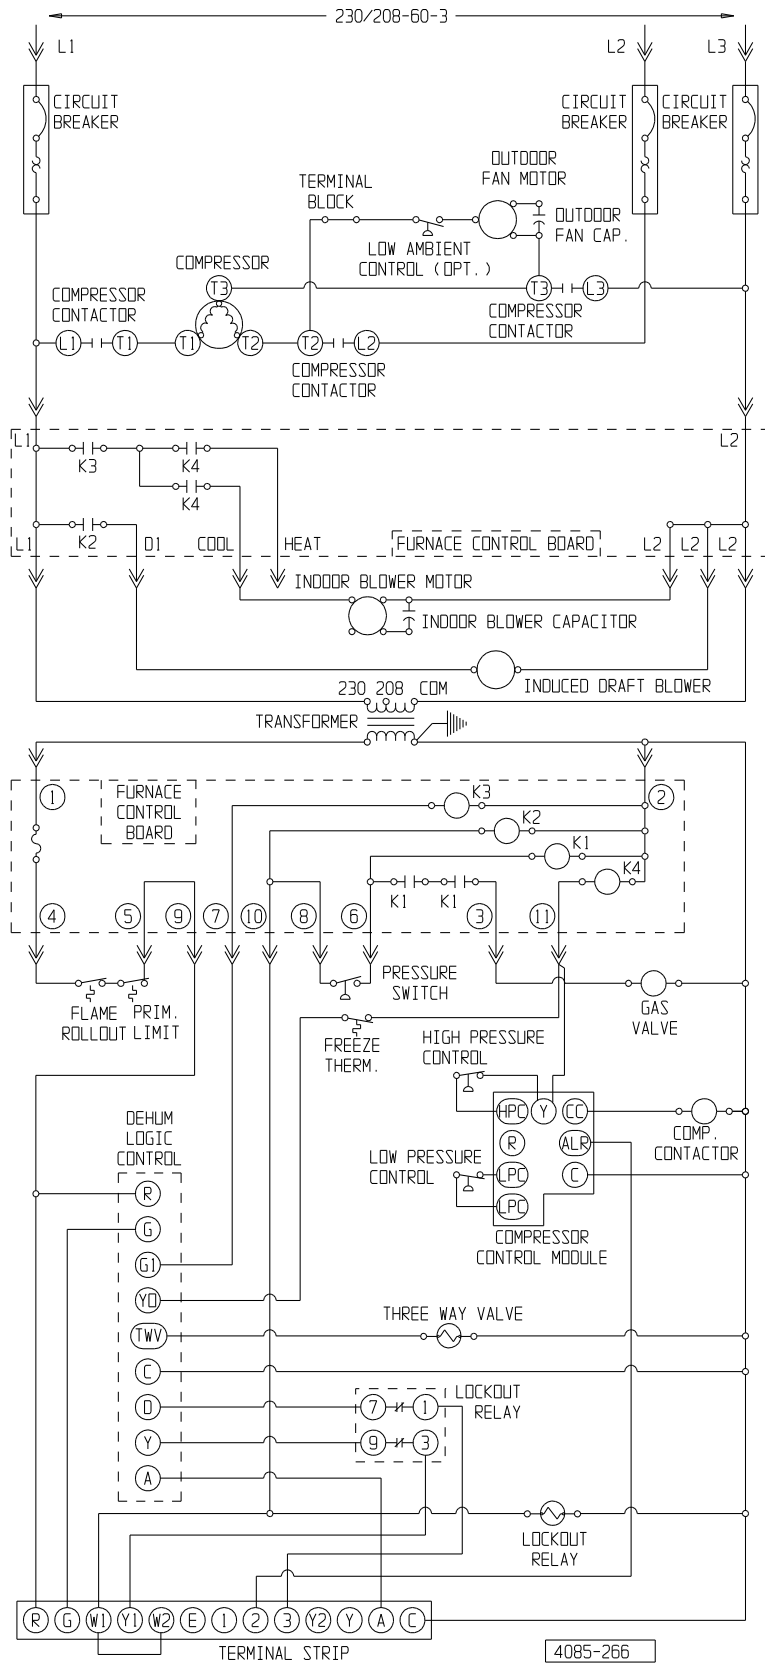 230/208-60-3
L1
L2
L3
CIRCUIT
BREAKER
CIRCUIT
BREAKER
CIRCUIT
BREAKER
OUTDOOR
FAN MOTOR
TERMINAL
BLOCK
OUTDOOR
FAN CAP.
LOW AMBIENT
CONTROL (OPT.)
COMPRESSOR
T3
T3
L3
COMPRESSOR
CONTACTOR
COMPRESSOR
CONTACTOR
L1
T1
T1
T2
T2
L2
COMPRESSOR
CONTACTOR
L1
L2
K3
K4
K4
L1
K2
D1
COOL
HEAT
FURNACE CONTROL BOARD
L2
L2
L2
INDOOR BLOWER MOTOR
INDOOR BLOWER CAPACITOR
INDUCED DRAFT BLOWER
230 208 COM
TRANSFORMER
1
FURNACE
CONTROL
BOARD
K3
2
K2
K1
K4
K1
K1
4
5
9
7
10
8
6
3
11
FLAME
ROLLOUT
PRIM.
LIMIT
PRESSURE
SWITCH
GAS
VALVE
FREEZE
THERM.
HIGH PRESSURE
CONTROL
HPC
Y
CC
COMP.
CONTACTOR
R
ALR
LOW PRESSURE
CONTROL
LPC
C
LPC
COMPRESSOR
CONTROL MODULE
DEHUM
LOGIC
CONTROL
R
G
G1
YO
TWV
THREE WAY VALVE
C
D
7
1
LOCKOUT
RELAY
Y
9
3
A
LOCKOUT
RELAY
R
G
W1
Y1
W2
E
1
2
3
Y2
Y
A
C
TERMINAL STRIP
4085-266